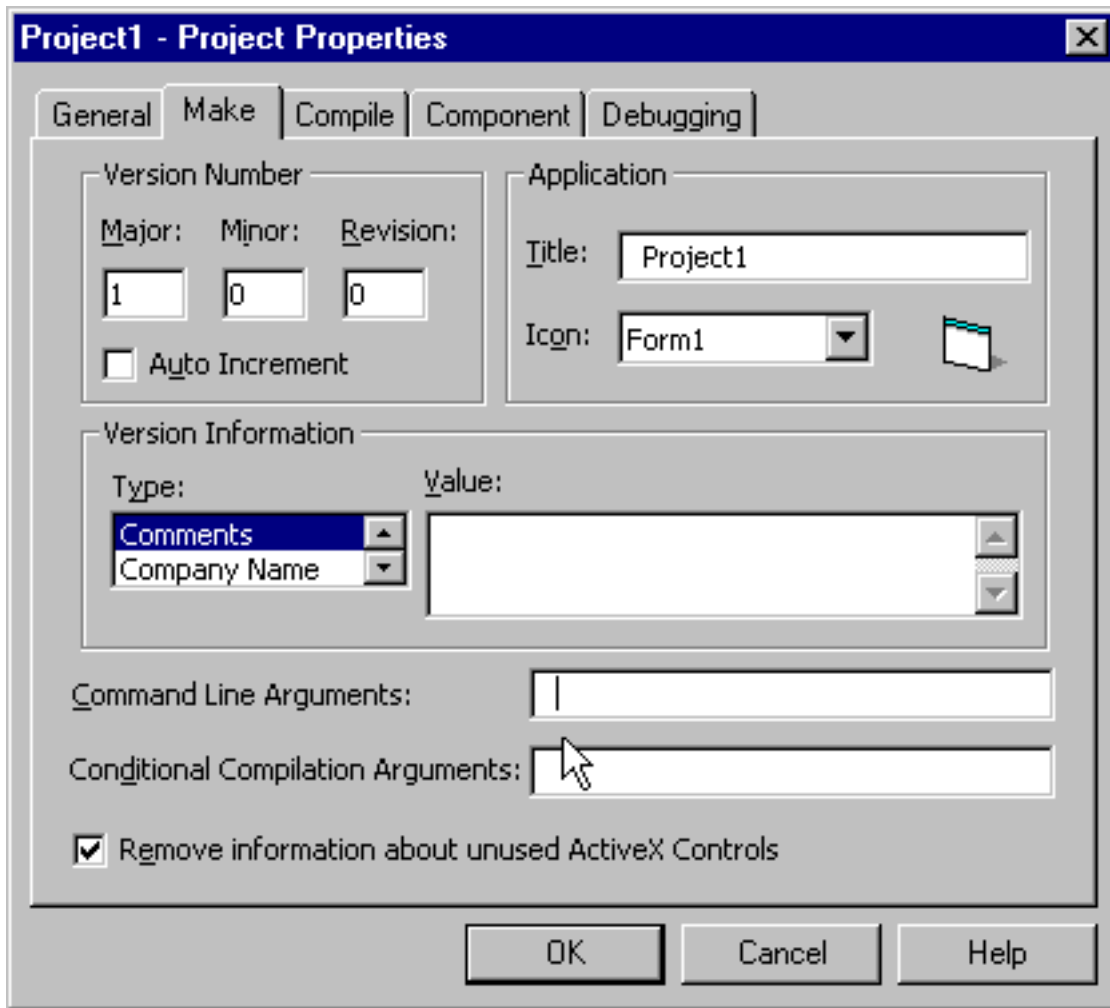 Project1 - Project Properties
General Make Compile Component Debugging
Version Number
Major: Minor: Revision:
1 0 0
Auto Increment
Application
Title: Project1
Icon: Form1
Version Information
Type: Value:
Comments
Company Name
Command Line Arguments:
Conditional Compilation Arguments:
Remove information about unused ActiveX Controls
OK Cancel Help